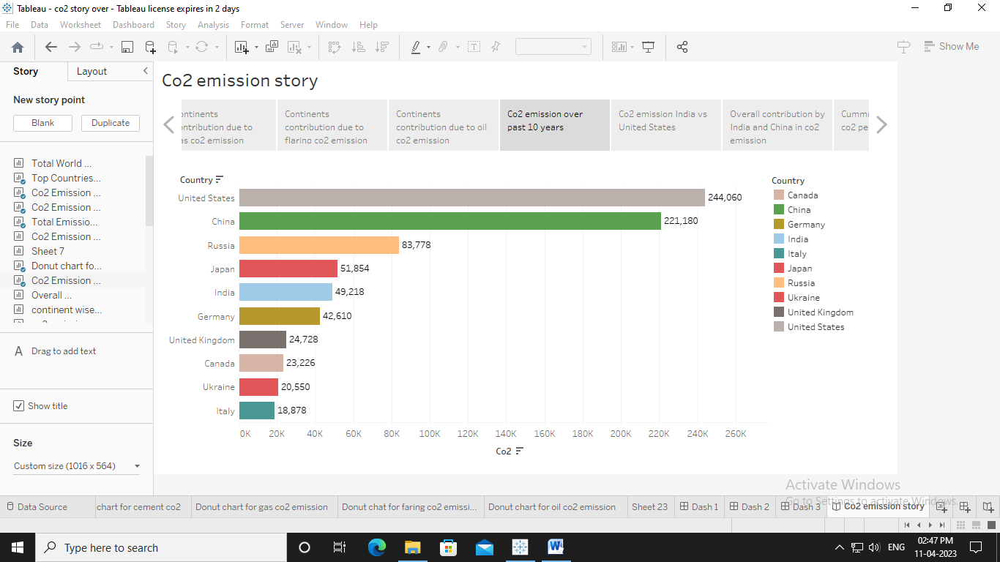 Tableau - co2 story over - Tableau license expires in 2 days
File Data Worksheet Dashboard Story Analysis Format Server Window Help
Show Me
Story Layout
New story point
Blank Duplicate
Total World ...
Top Countries...
Co2 Emission ...
Co2 Emission ...
Total Emissio...
Co2 Emission ...
Sheet 7
Donut chart fo...
Co2 Emission ...
Overall ...
continent wise...
A Drag to add text
Show title
Size
Custom size (1016 x 564)
Co2 emission story
ontinents
ontribution due to
as co2 emission
Continents
contribution due to
flaring co2 emission
Continents
contribution due to oil
co2 emission
Co2 emission over
past 10 years
Co2 emission India vs
United States
Overall contribution by
India and China in co2
emission
Cumm
co2 pe
Country
United States 244,060
China 221,180
Russia 83,778
Japan 51,854
India 49,218
Germany 42,610
United Kingdom 24,728
Canada 23,226
Ukraine 20,550
Italy 18,878
0K 20K 40K 60K 80K 100K 120K 140K 160K 180K 200K 220K 240K 260K
Co2
Country
Canada
China
Germany
India
Italy
Japan
Russia
Ukraine
United Kingdom
United States
Activate Windows
Go to Settings to activate Windows.
Data Source chart for cement co2 Donut chart for gas co2 emission Donut chat for faring co2 emissi... Donut chart for oil co2 emission Sheet 23 Dash 1 Dash 2 Dash 3 Co2 emission story
Type here to search
ENG
02:47 PM
11-04-2023